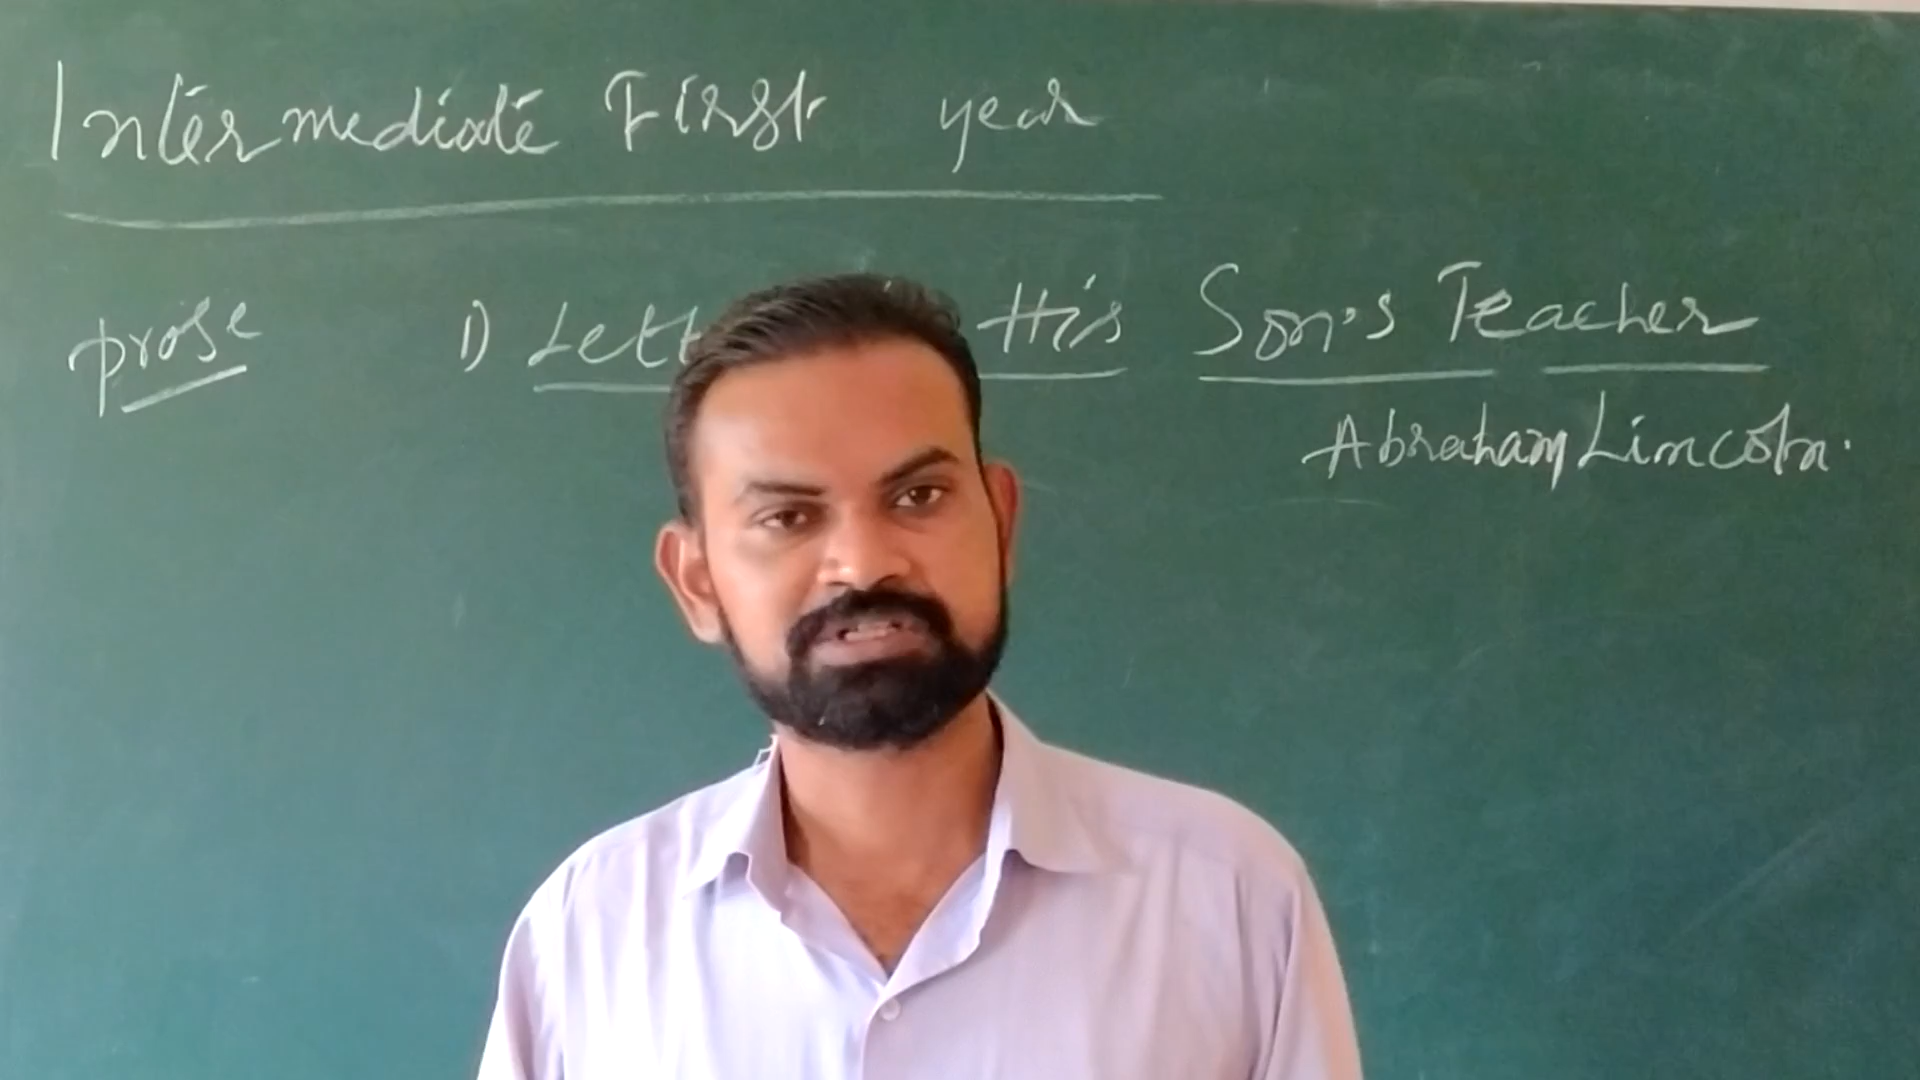 Intermediate First year
prose 1) Lett His Son's Teacher
Abraham Lincoln.